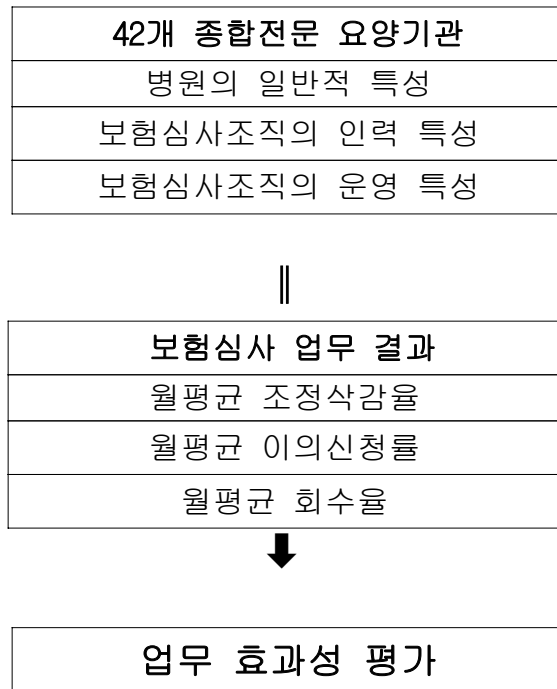 42개 종합전문 요양기관
병원의 일반적 특성
보험심사조직의 인력 특성
보험심사조직의 운영 특성
보험심사 업무 결과
월평균 조정삭감율
월평균 이의신청률
월평균 회수율
업무 효과성 평가